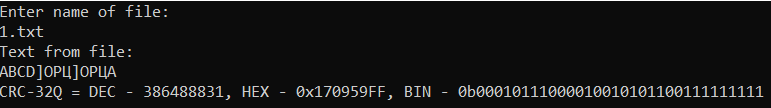 Enter name of file:
1.txt
Text from file:
ABCD]ОРЦ]ОРЦА
CRC-32Q = DEC - 386488831, HEX - 0x170959FF, BIN - 0b00010111000010010101100111111111